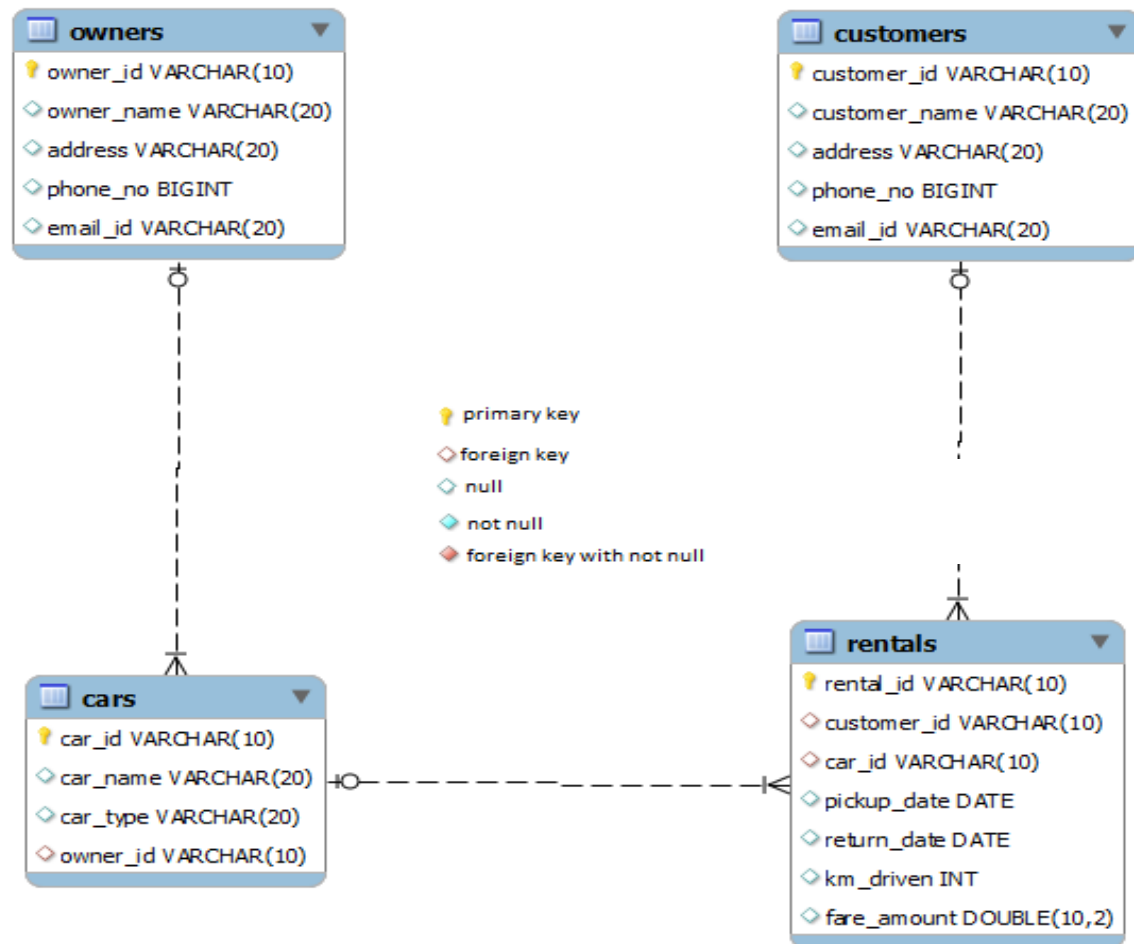 owners
owner_id VARCHAR(10)
owner_name VARCHAR(20)
address VARCHAR(20)
phone_no BIGINT
email_id VARCHAR(20)
customers
customer_id VARCHAR(10)
customer_name VARCHAR(20)
address VARCHAR(20)
phone_no BIGINT
email_id VARCHAR(20)
primary key
foreign key
null
not null
foreign key with not null
cars
car_id VARCHAR(10)
car_name VARCHAR(20)
car_type VARCHAR(20)
owner_id VARCHAR(10)
rentals
rental_id VARCHAR(10)
customer_id VARCHAR(10)
car_id VARCHAR(10)
pickup_date DATE
return_date DATE
km_driven INT
fare_amount DOUBLE(10,2)